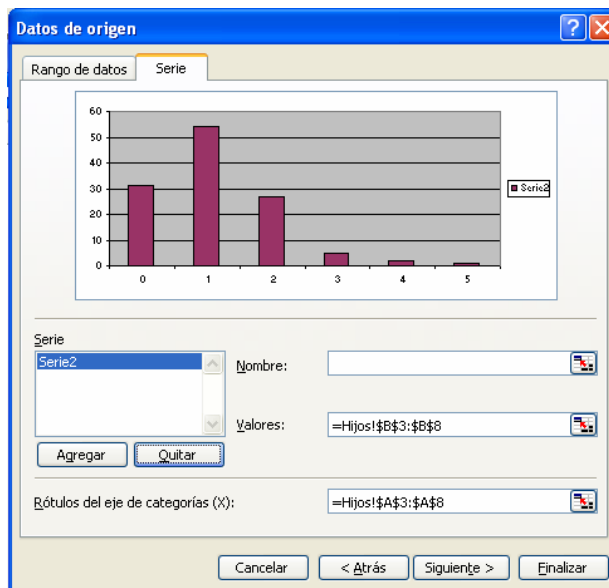 Datos de origen
Rango de datos
Serie
60
50
40
30
20
10
0
0 1 2 3 4 5
Serie2
Serie
Serie2
Nombre:
Valores:
=Hijos!$B$3:$B$8
Agregar
Quitar
Rótulos del eje de categorías (X):
=Hijos!$A$3:$A$8
Cancelar
< Atrás
Siguiente >
Finalizar